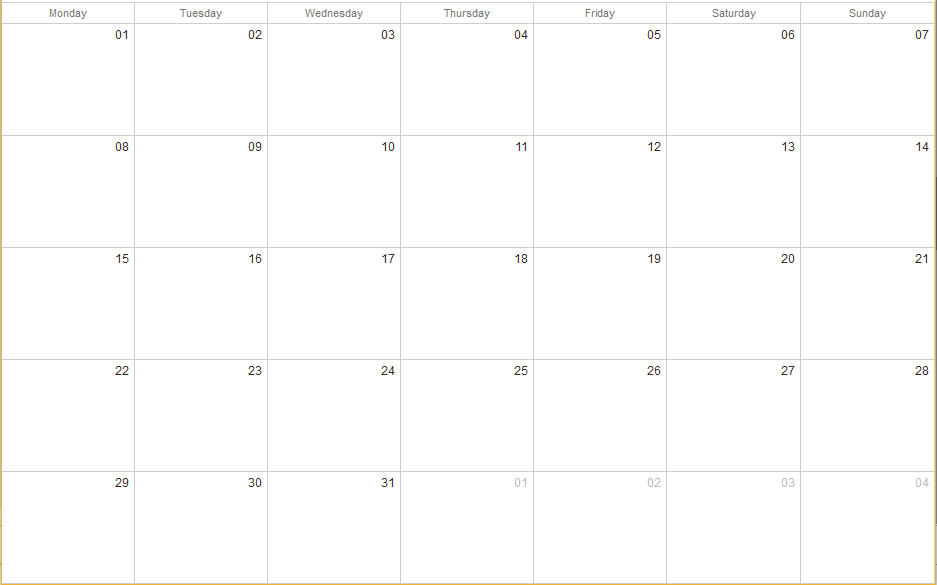 Monday Tuesday Wednesday Thursday Friday Saturday Sunday
01 02 03 04 05 06 07
08 09 10 11 12 13 14
15 16 17 18 19 20 21
22 23 24 25 26 27 28
29 30 31 01 02 03 04